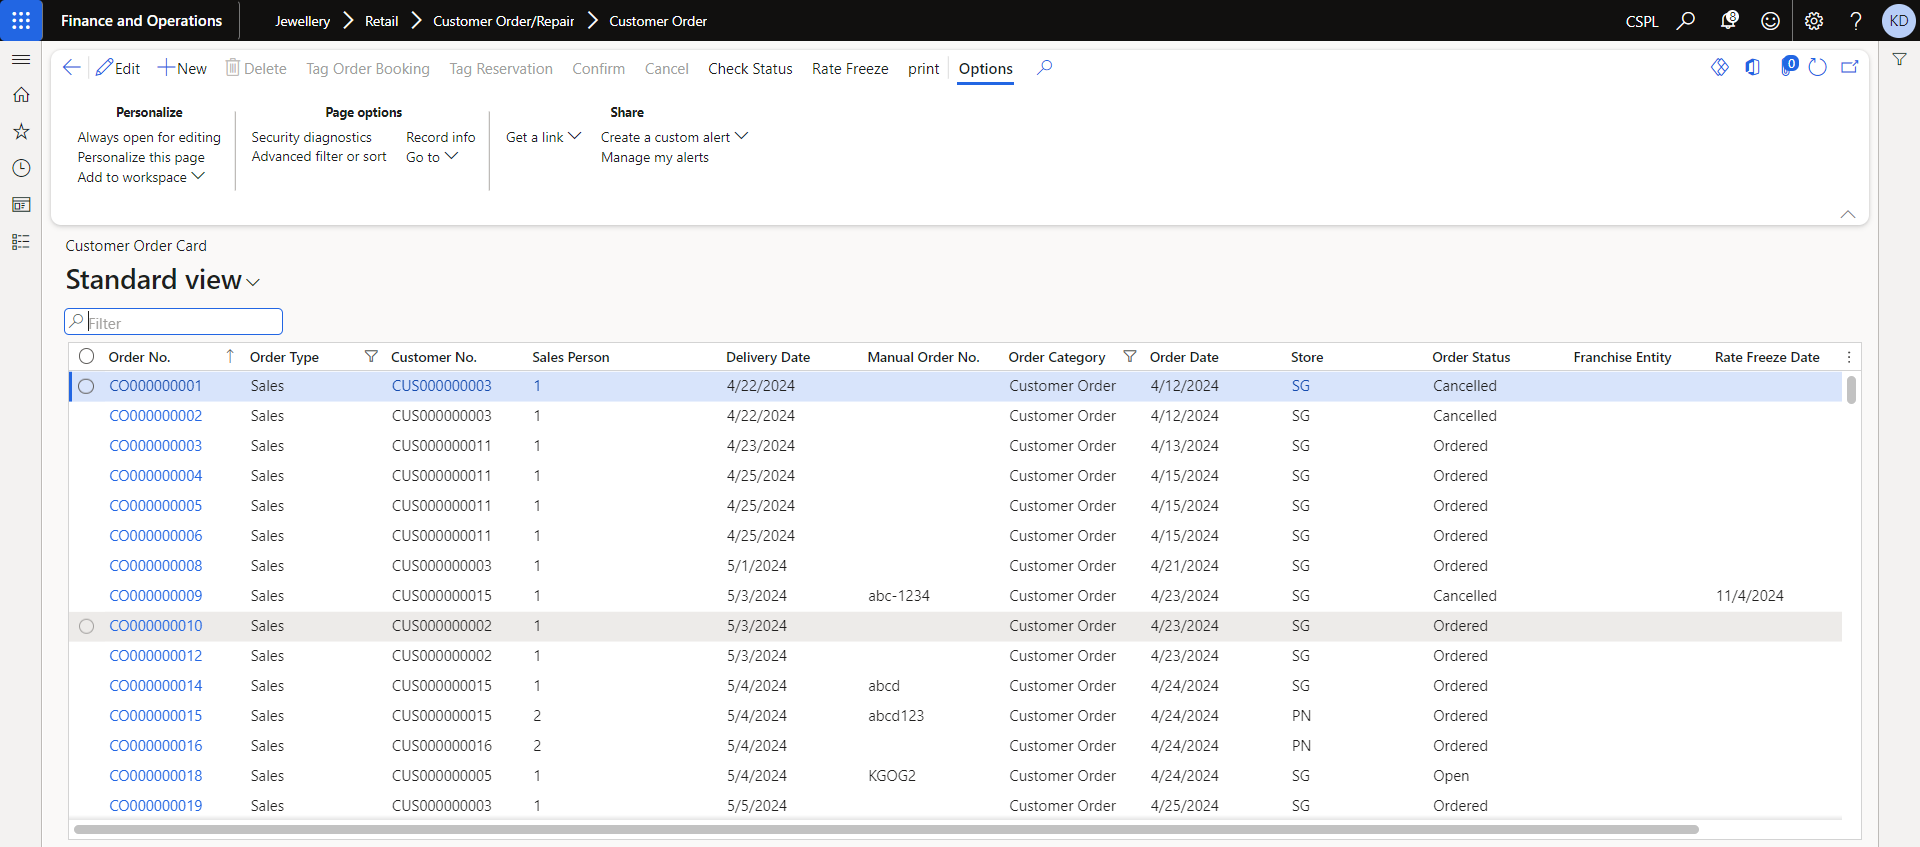 Finance and Operations Jewellery Retail Customer Order/Repair Customer Order CSPL 8 ? KD
Edit New Delete Tag Order Booking Tag Reservation Confirm Cancel Check Status Rate Freeze print Options 0
Personalize Page options Share
Always open for editing Security diagnostics Record info Get a link Create a custom alert
Personalize this page Advanced filter or sort Go to Manage my alerts
Add to workspace
Customer Order Card
Standard view
Filter
Order No. Order Type Customer No. Sales Person Delivery Date Manual Order No. Order Category Order Date Store Order Status Franchise Entity Rate Freeze Date
CO000000001 Sales CUS000000003 1 4/22/2024 Customer Order 4/12/2024 SG Cancelled
CO000000002 Sales CUS000000003 1 4/22/2024 Customer Order 4/12/2024 SG Cancelled
CO000000003 Sales CUS000000011 1 4/23/2024 Customer Order 4/13/2024 SG Ordered
CO000000004 Sales CUS000000011 1 4/25/2024 Customer Order 4/15/2024 SG Ordered
CO000000005 Sales CUS000000011 1 4/25/2024 Customer Order 4/15/2024 SG Ordered
CO000000006 Sales CUS000000011 1 4/25/2024 Customer Order 4/15/2024 SG Ordered
CO000000008 Sales CUS000000003 1 5/1/2024 Customer Order 4/21/2024 SG Ordered
CO000000009 Sales CUS000000015 1 5/3/2024 abc-1234 Customer Order 4/23/2024 SG Cancelled 11/4/2024
CO000000010 Sales CUS000000002 1 5/3/2024 Customer Order 4/23/2024 SG Ordered
CO000000012 Sales CUS000000002 1 5/3/2024 Customer Order 4/23/2024 SG Ordered
CO000000014 Sales CUS000000015 1 5/4/2024 abcd Customer Order 4/24/2024 SG Ordered
CO000000015 Sales CUS000000015 2 5/4/2024 abcd123 Customer Order 4/24/2024 PN Ordered
CO000000016 Sales CUS000000016 2 5/4/2024 Customer Order 4/24/2024 PN Ordered
CO000000018 Sales CUS000000005 1 5/4/2024 KGOG2 Customer Order 4/24/2024 SG Open
CO000000019 Sales CUS000000003 1 5/5/2024 Customer Order 4/25/2024 SG Ordered